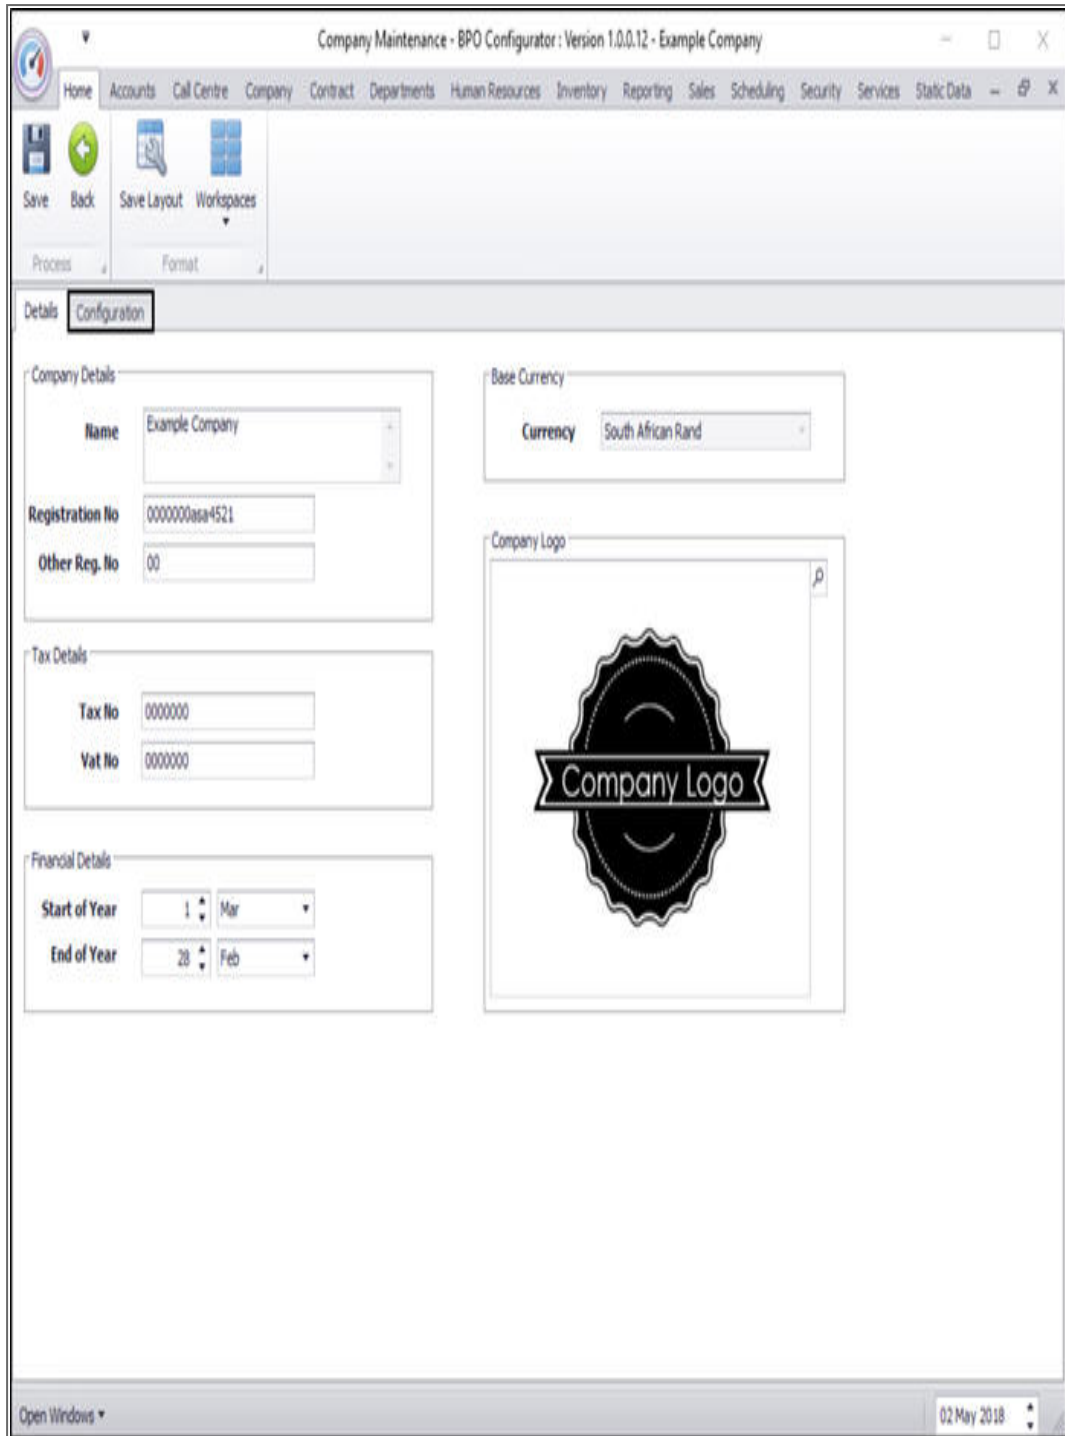 Company Maintenance - BPO Configurator : Version 1.0.0.12 - Example Company
Home Accounts Call Centre Company Contract Departments Human Resources Inventory Reporting Sales Scheduling Security Services Static Data
Save Back Save Layout Workspaces
Process Format
Details Configuration
Company Details
Name Example Company
Registration No 0000000asa4521
Other Reg. No 00
Tax Details
Tax No 0000000
Vat No 0000000
Financial Details
Start of Year 1 Mar
End of Year 28 Feb
Base Currency
Currency South African Rand
Company Logo
Company Logo
Open Windows 02 May 2018